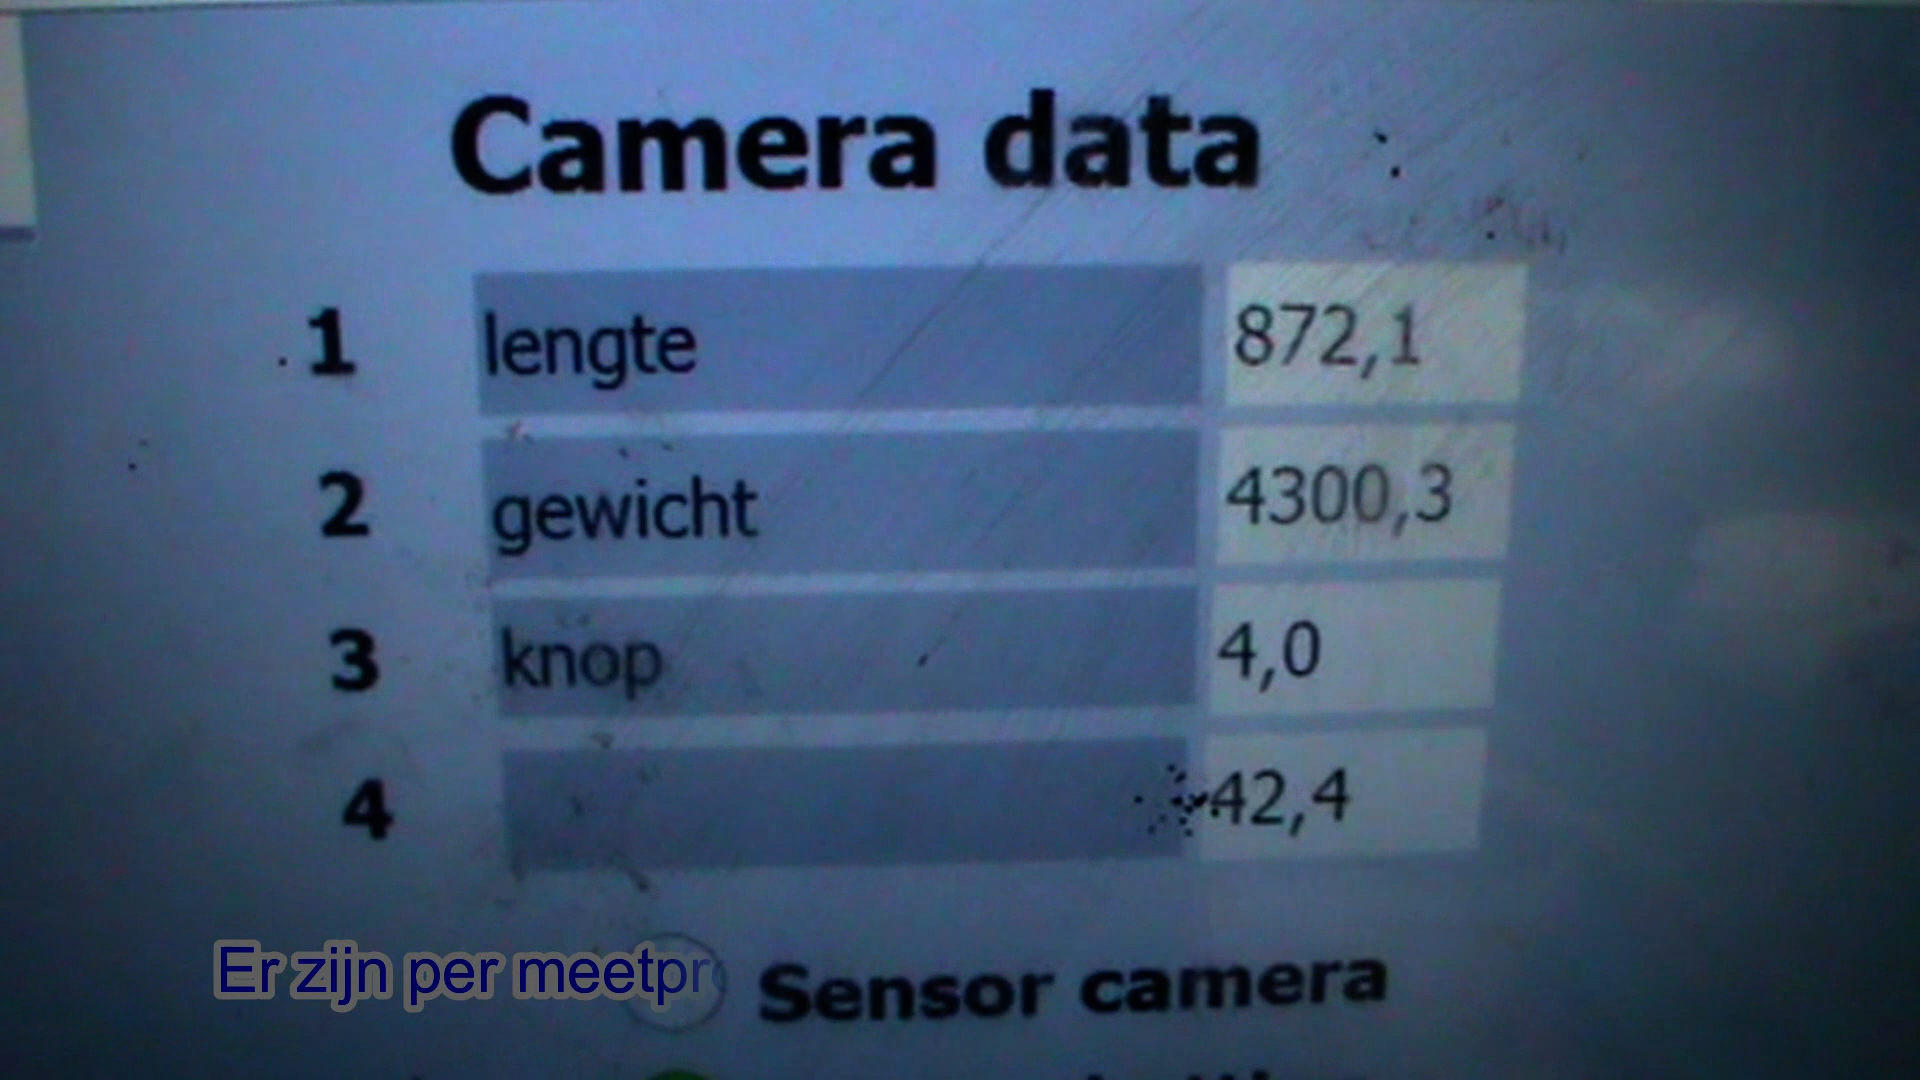 Camera data
1 lengte 872,1
2 gewicht 4300,3
3 knop 4,0
4 42,4
Er zijn per
Sensor camera